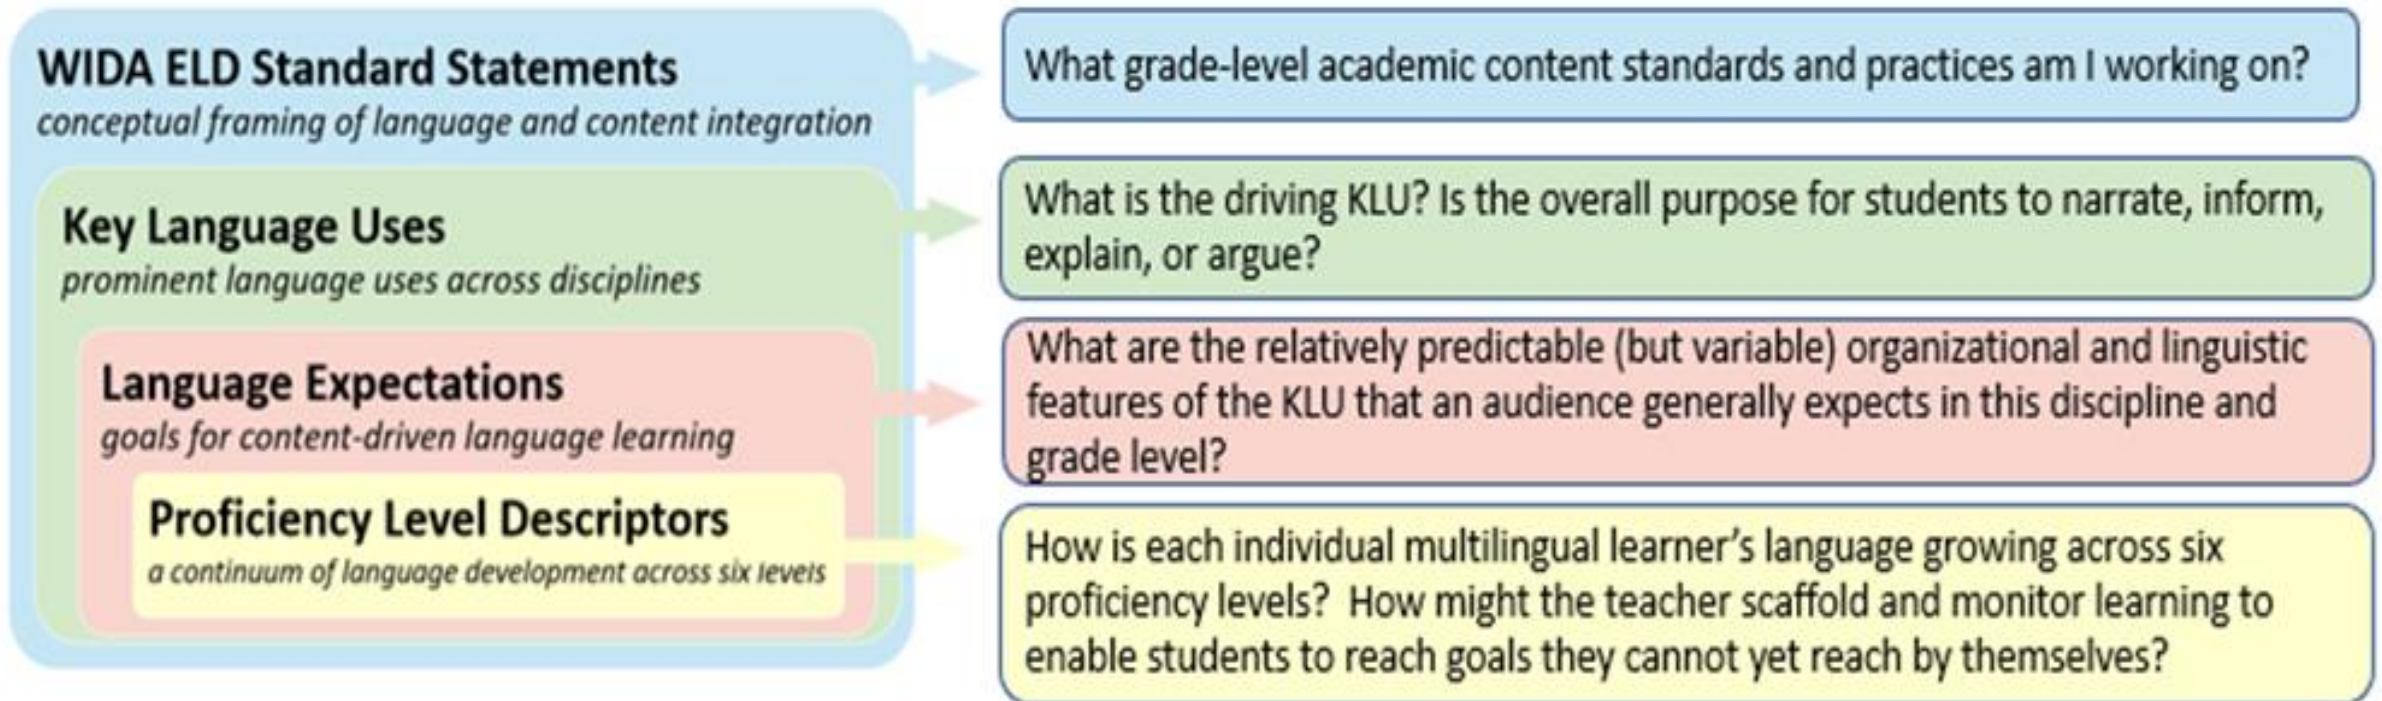 WIDA ELD Standard Statements
conceptual framing of language and content integration
What grade-level academic content standards and practices am I working on?
Key Language Uses
prominent language uses across disciplines
What is the driving KLU? Is the overall purpose for students to narrate, inform,
explain, or argue?
Language Expectations
goals for content-driven language learning
What are the relatively predictable (but variable) organizational and linguistic
features of the KLU that an audience generally expects in this discipline and
grade level?
Proficiency Level Descriptors
a continuum of language development across six levels
How is each individual multilingual learner’s language growing across six
proficiency levels?  How might the teacher scaffold and monitor learning to
enable students to reach goals they cannot yet reach by themselves?